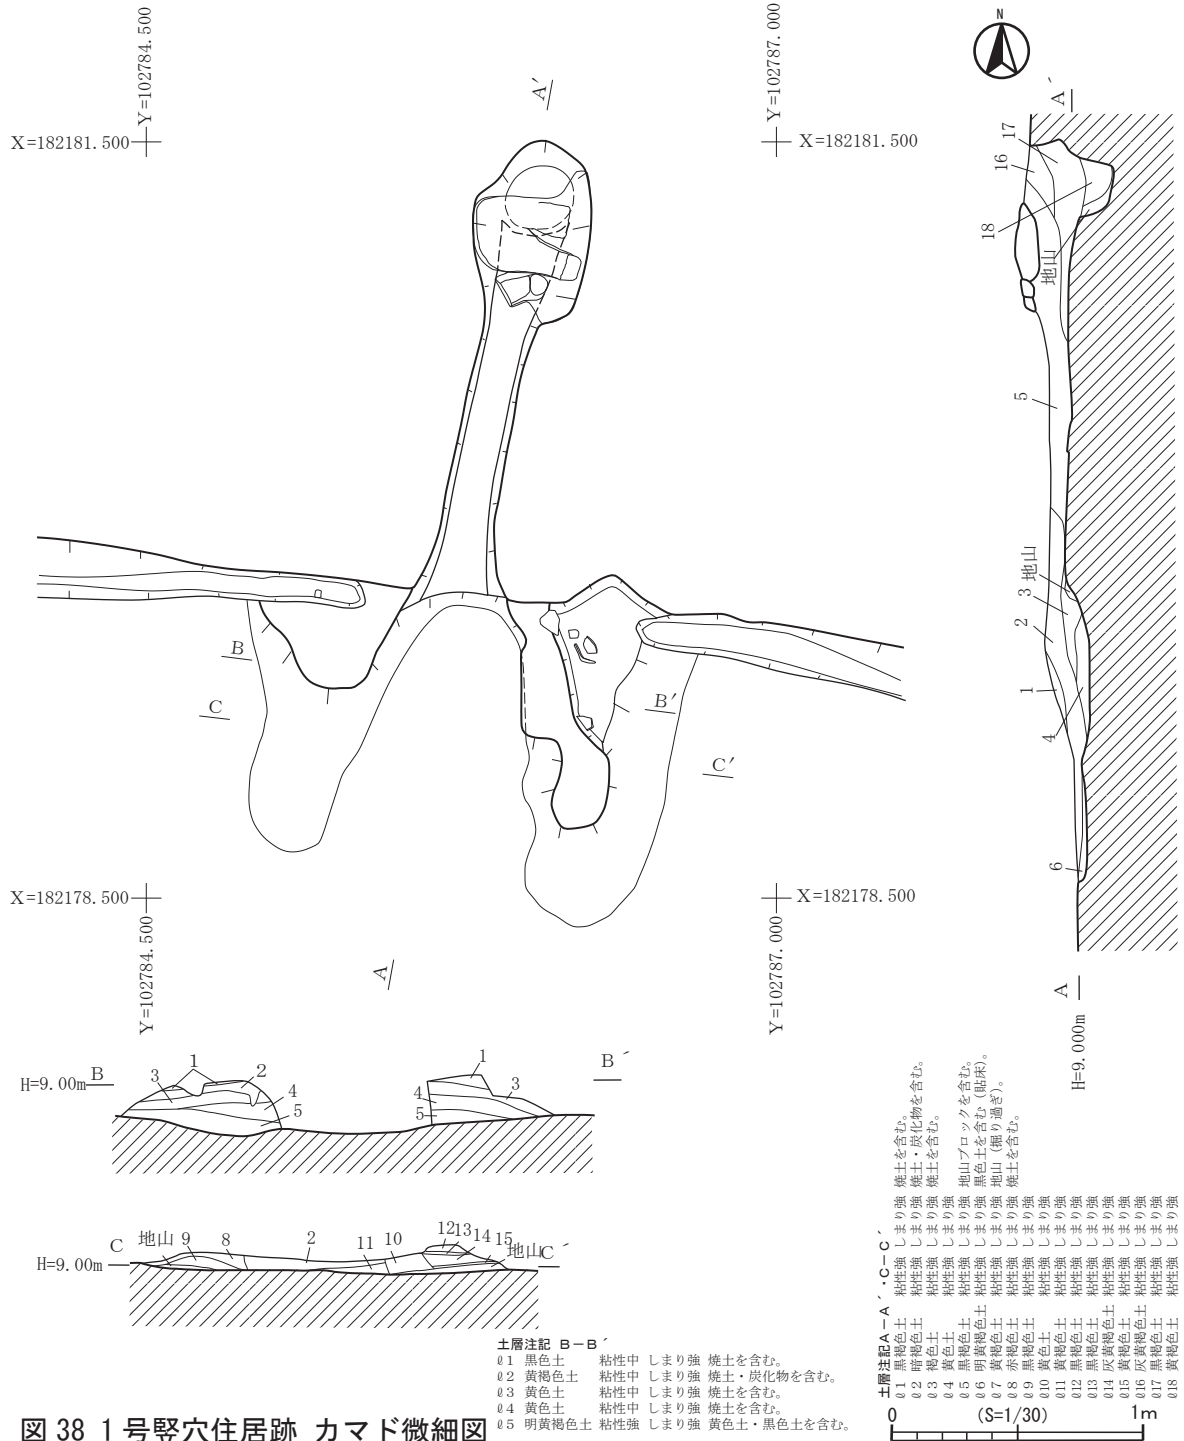 Y=102784.500
Y=102787.000
N
A′
A′
X=182181.500
X=182181.500
17
16
18
地山
5
地山
3
2
1
4
6
B
C
B′
C′
X=182178.500
X=182178.500
Y=102784.500
Y=102787.000
A
A
H=9.000m
H=9.00m B
1
3
2
4
5
1
4
3
5
B′
H=9.00m C
地山
9
8
2
11
10
12
13
14
15
地山
C′
土層注記 B－B′
ℓ1 黒色土 粘性中 しまり強 焼土を含む。
ℓ2 黄褐色土 粘性中 しまり強 焼土・炭化物を含む。
ℓ3 黄色土 粘性中 しまり強 焼土を含む。
ℓ4 黄色土 粘性中 しまり強 焼土を含む。
ℓ5 明黄褐色土 粘性強 しまり強 黄色土・黒色土を含む。
土層注記A－A′・C－C′
ℓ1 黒褐色土 粘性強 しまり強 焼土を含む。
ℓ2 暗褐色土 粘性強 しまり強 焼土・炭化物を含む。
ℓ3 褐色土 粘性強 しまり強 焼土を含む。
ℓ4 黄色土 粘性強 しまり強
ℓ5 黒褐色土 粘性強 しまり強 地山ブロックを含む。
ℓ6 明黄褐色土 粘性強 しまり強 黒色土を含む（貼床）。
ℓ7 黄褐色土 粘性強 しまり強 地山（掘り過ぎ）。
ℓ8 赤褐色土 粘性強 しまり強 焼土を含む。
ℓ9 黒褐色土 粘性強 しまり強
ℓ10 黄色土 粘性強 しまり強
ℓ11 黄褐色土 粘性強 しまり強
ℓ12 黒褐色土 粘性強 しまり強
ℓ13 黒褐色土 粘性強 しまり強
ℓ14 灰黄褐色土 粘性強 しまり強
ℓ15 黄褐色土 粘性強 しまり強
ℓ16 灰黄褐色土 粘性強 しまり強
ℓ17 黒褐色土 粘性強 しまり強
ℓ18 黄褐色土 粘性強 しまり強
0 (S=1/30) 1m
図 38 1 号竪穴住居跡 カマド微細図